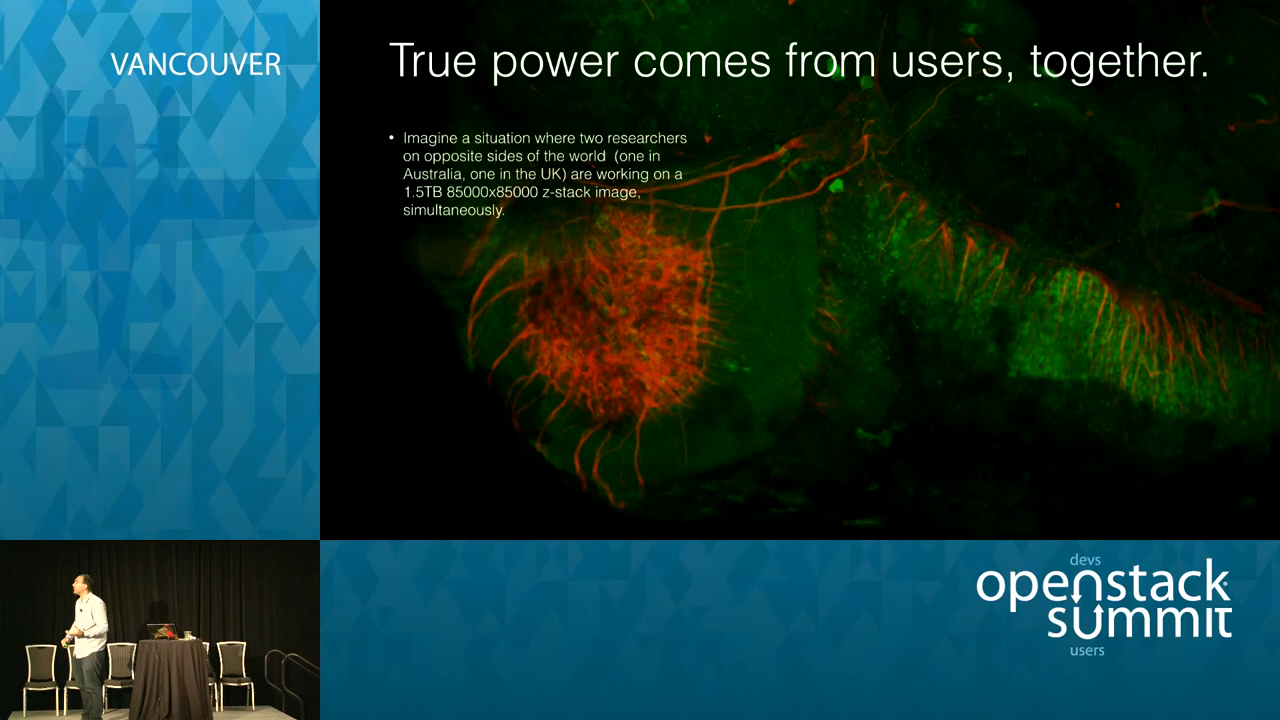 VANCOUVER
True power comes from users, together.
• Imagine a situation where two researchers
on opposite sides of the world (one in
Australia, one in the UK) are working on a
1.5TB 85000x85000 z-stack image,
simultaneously.
devs
openstack
summit
users